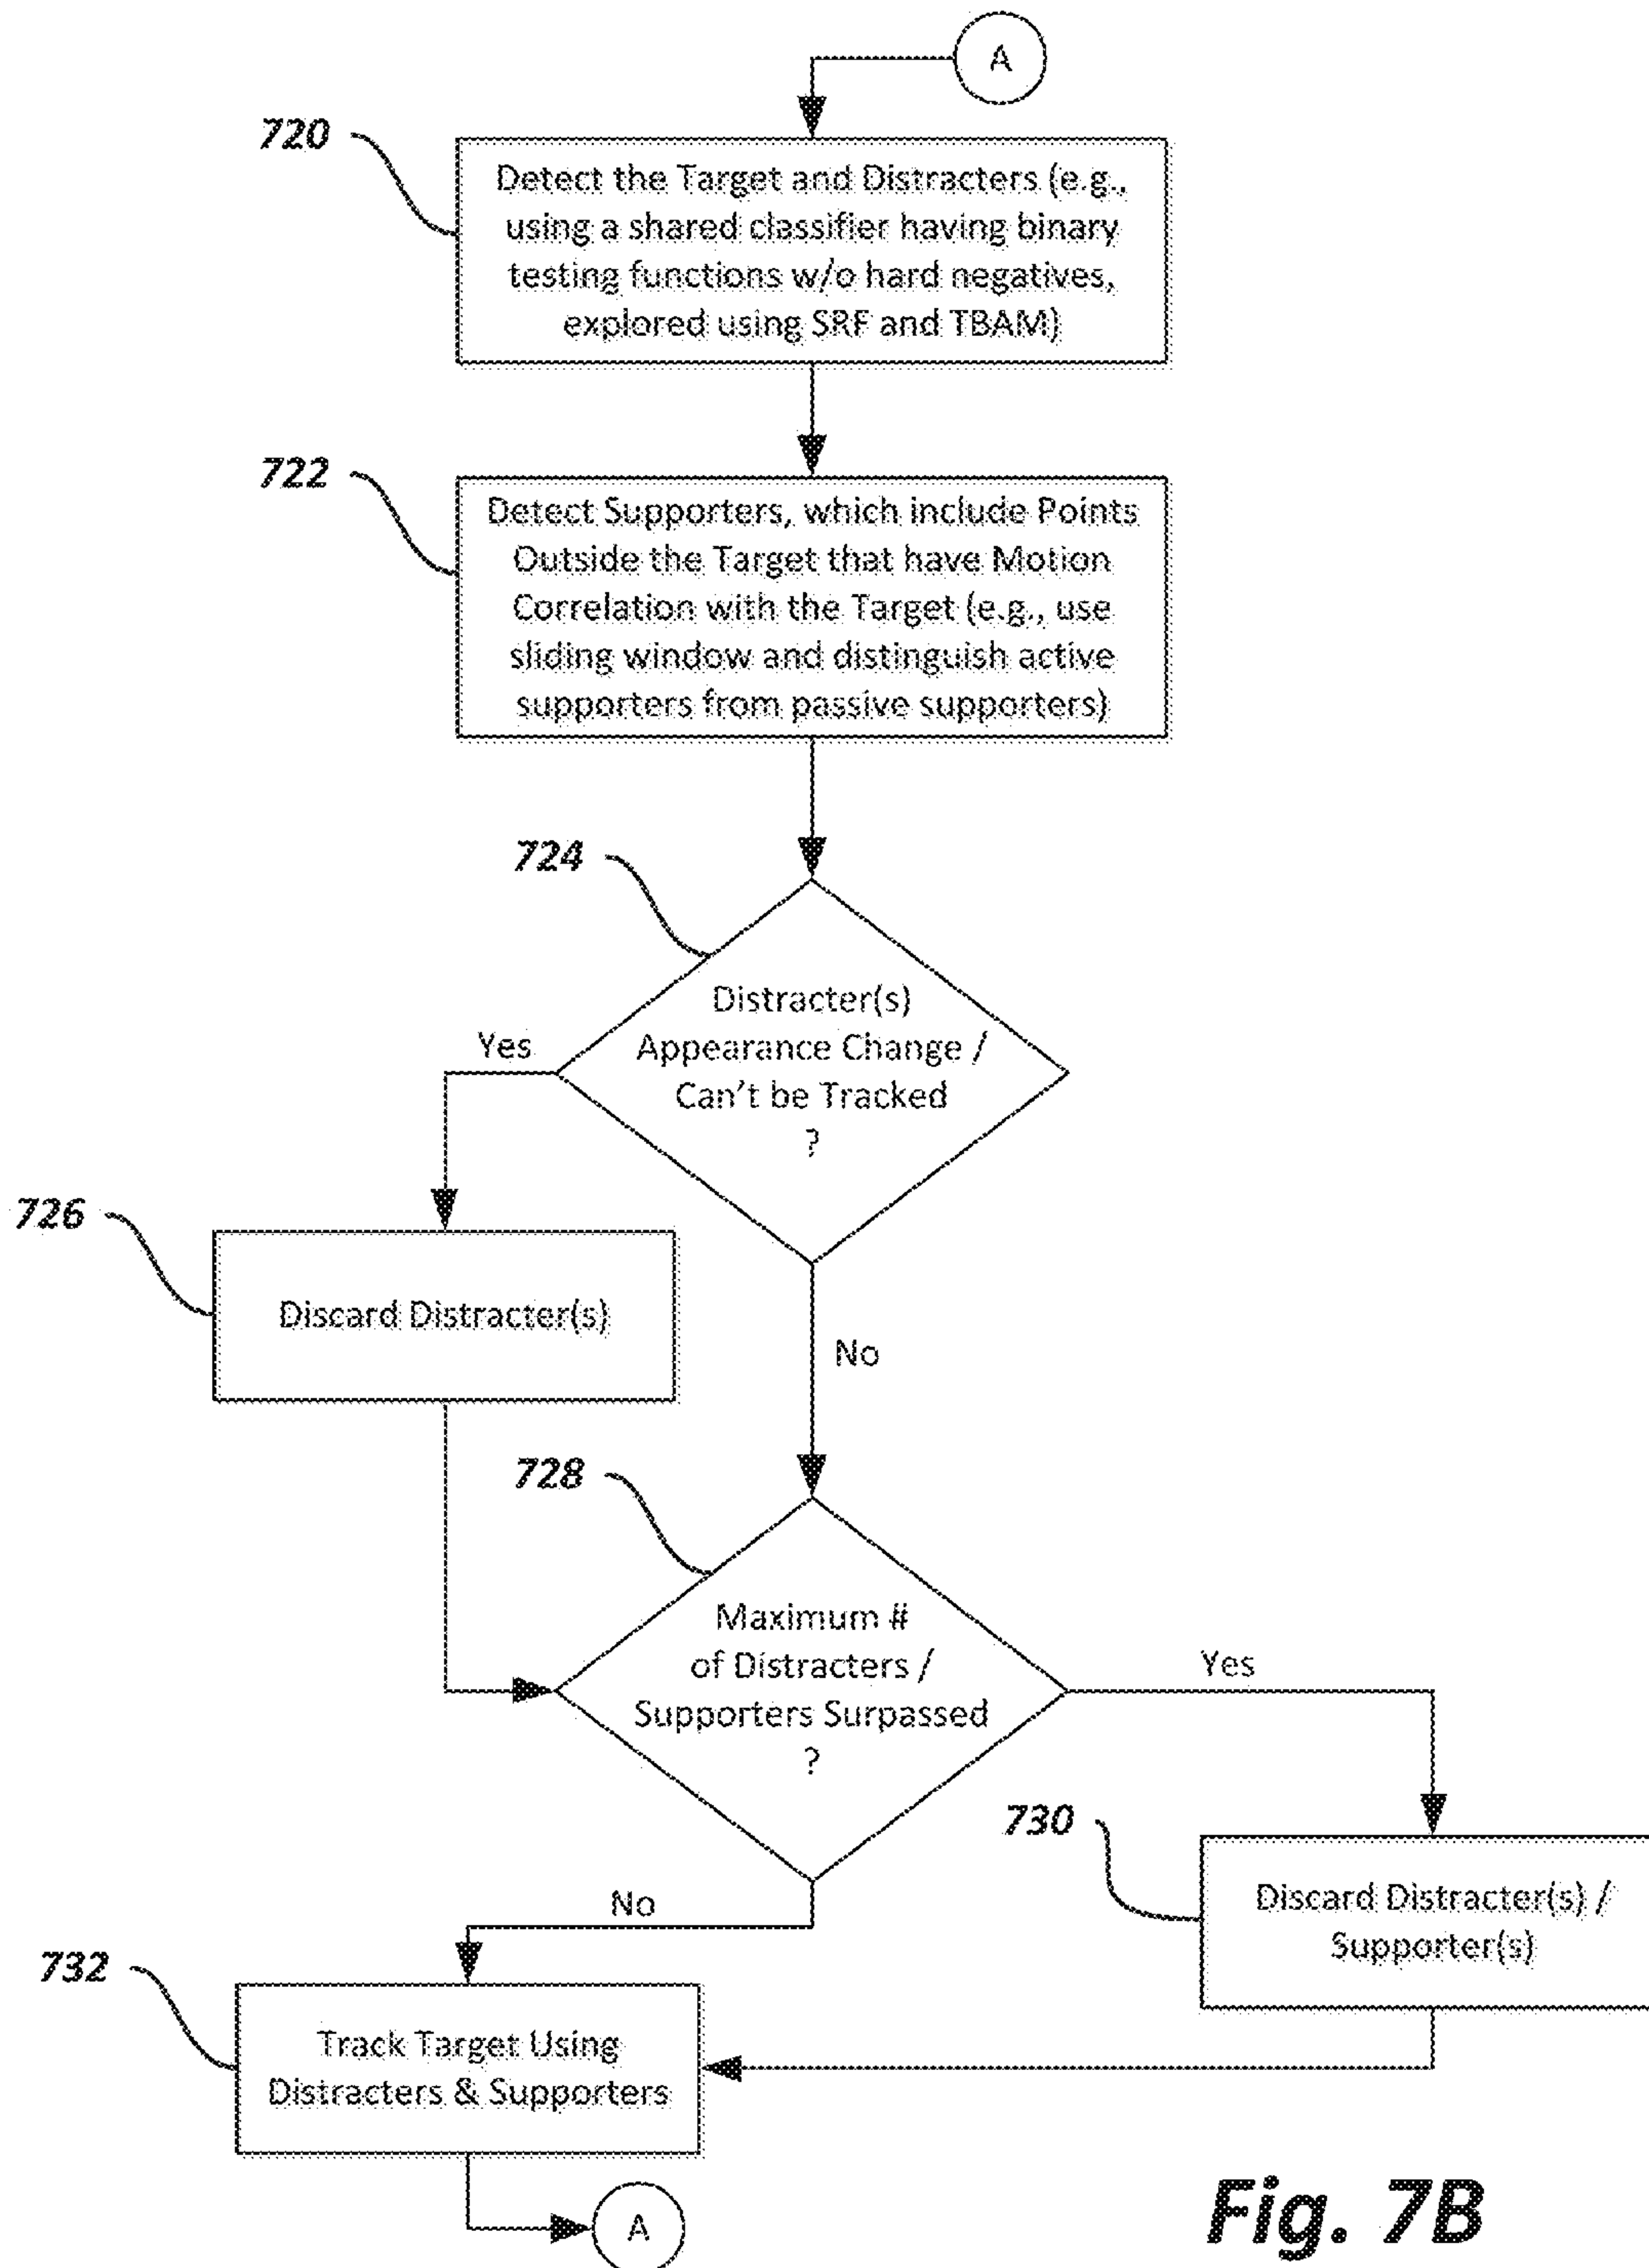 A
720
Detect the Target and Distracters (e.g.,
using a shared classifier having binary
testing functions w/o hard negatives,
explored using SRF and TBAM)
722
Detect Supporters, which include Points
Outside the Target that have Motion
Correlation with the Target (e.g., use
sliding window and distinguish active
supporters from passive supporters)
724
Distracter(s)
Appearance Change /
Can't be Tracked
?
Yes
726
Discard Distracter(s)
No
728
Maximum #
of Distracters /
Supporters Surpassed
?
Yes
730
Discard Distracter(s) /
Supporter(s)
No
732
Track Target Using
Distracters & Supporters
A
Fig. 7B